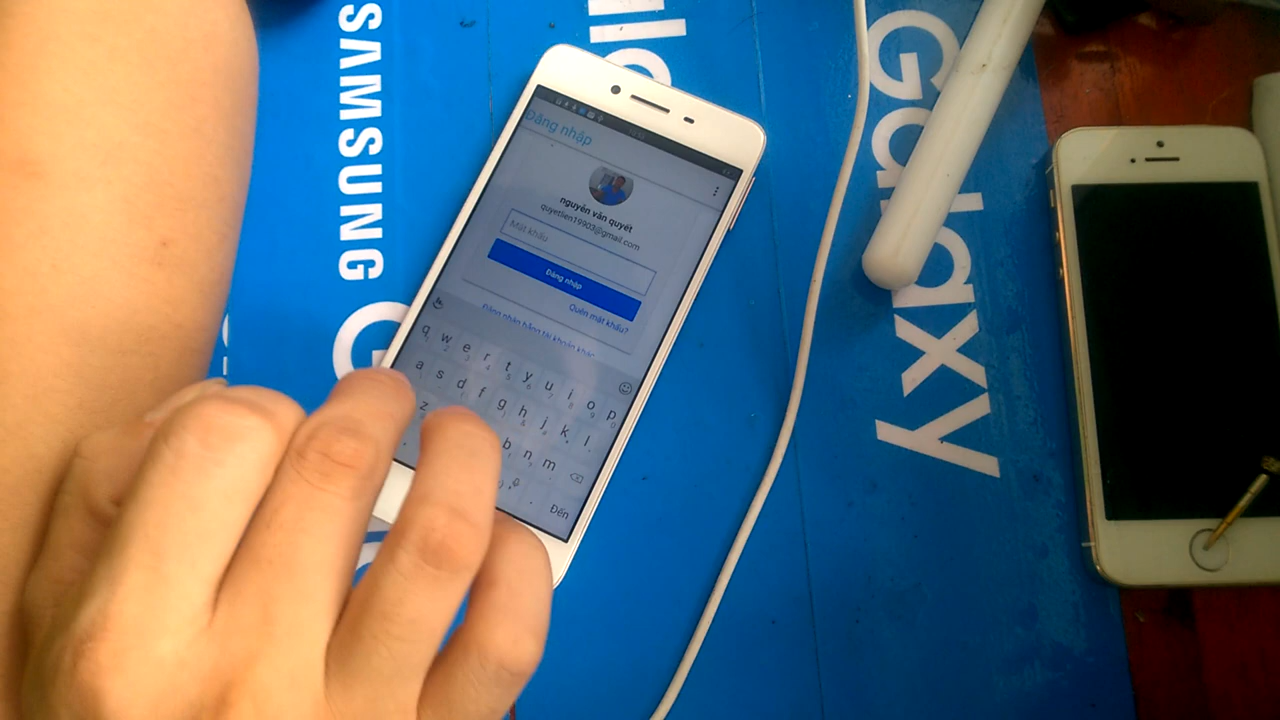 SAMSUNG
Galaxy
Đăng nhập
nguyễn văn quyết
quyetlien19903@gmail.com
Mật khẩu
Đăng nhập
Quên mật khẩu?
Đăng nhập bằng tài khoản khác
q w e r t y u i o p
a s d f g h j k l
z b n m
Đến